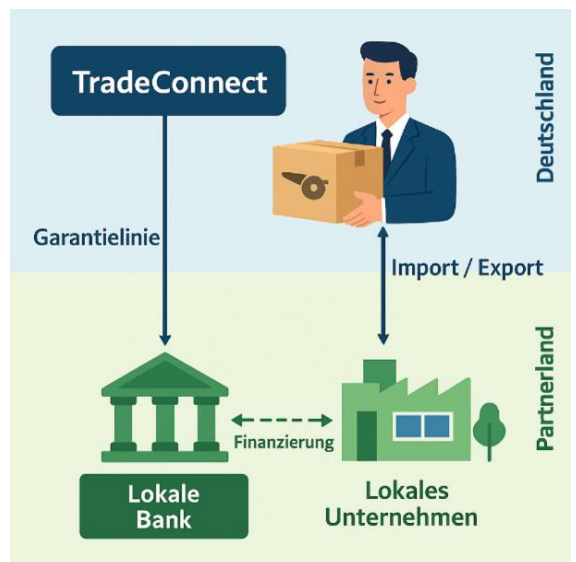 TradeConnect
Deutschland
Garantielinie
Import / Export
Partnerland
Finanzierung
Lokale
Bank
Lokales
Unternehmen